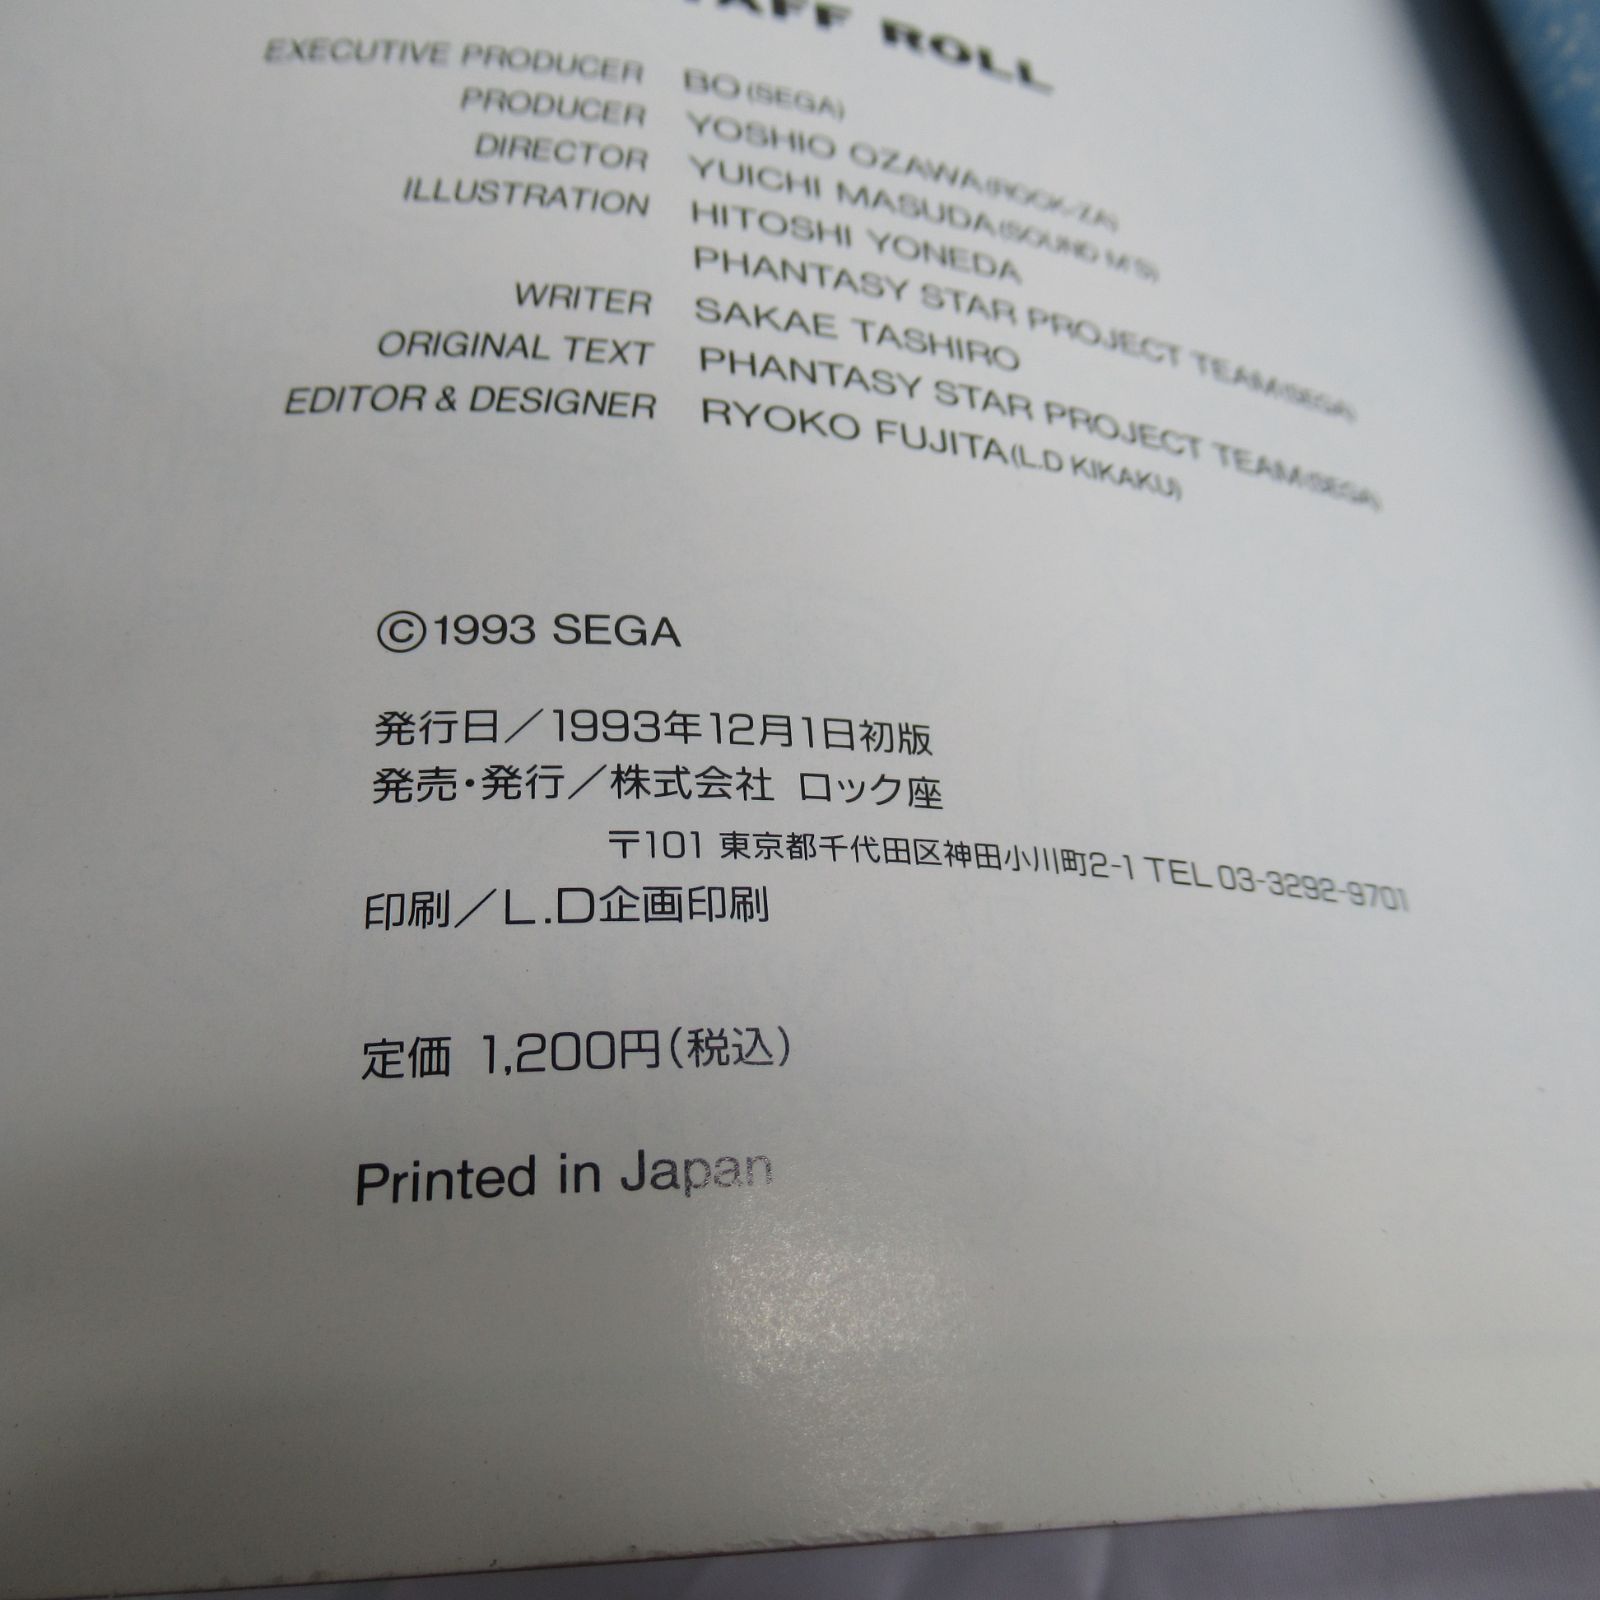 STAFF ROLL
EXECUTIVE PRODUCER BO (SEGA)
PRODUCER YOSHIO OZAWA (ROCK-ZA)
DIRECTOR YUICHI MASUDA (SOUND M'S)
ILLUSTRATION HITOSHI YONEDA
PHANTASY STAR PROJECT TEAM (SEGA)
WRITER SAKAE TASHIRO
ORIGINAL TEXT PHANTASY STAR PROJECT TEAM (SEGA)
EDITOR & DESIGNER RYOKO FUJITA (L.D KIKAKU)
©1993 SEGA
発行日／1993年12月1日初版
発売・発行／株式会社 ロック座
〒101 東京都千代田区神田小川町2-1 TEL 03-3292-9701
印刷／L.D企画印刷
定価 1,200円(税込)
Printed in Japan